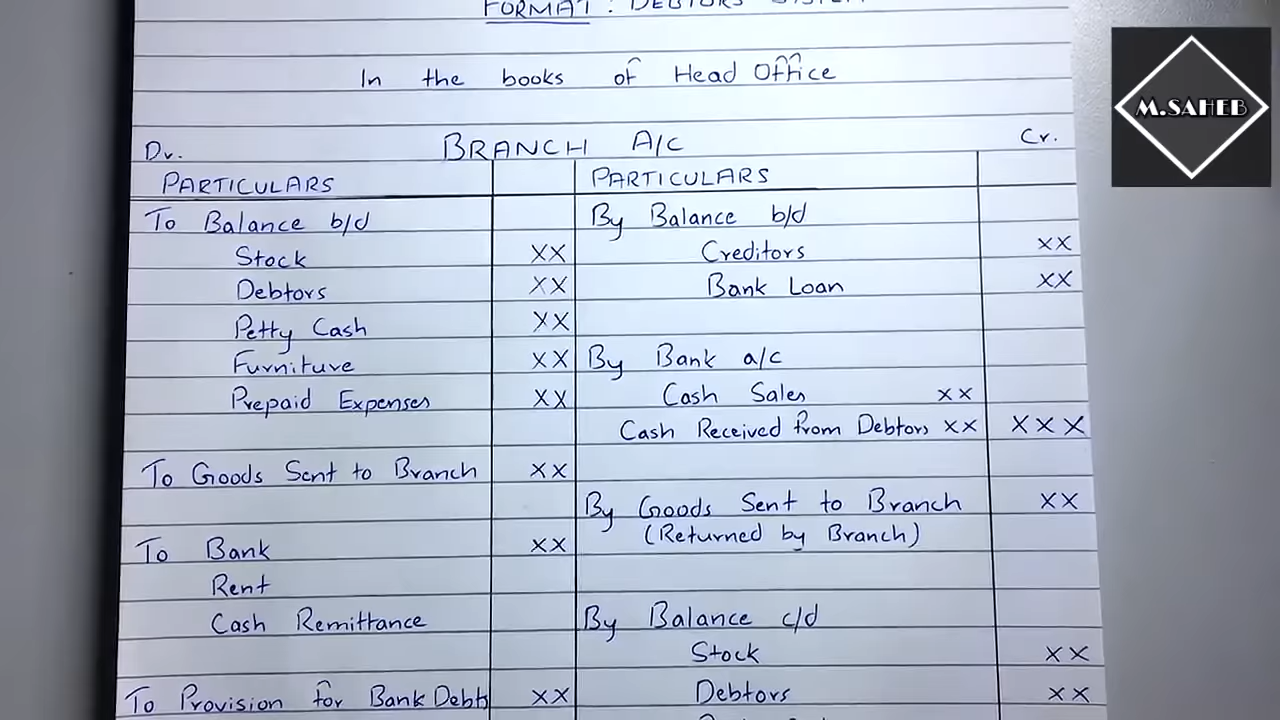 FORMAT : DEBTORS SYSTEM
In the books of Head Office
M.SAHEB
Dr. BRANCH A/C Cr.
PARTICULARS PARTICULARS
To Balance b/d By Balance b/d
Stock XX Creditors XX
Debtors XX Bank Loan XX
Petty Cash XX
Furniture XX By Bank a/c
Prepaid Expenses XX Cash Sales XX
Cash Received from Debtors XX XXX
To Goods Sent to Branch XX
By Goods Sent to Branch XX
To Bank XX (Returned by Branch)
Rent
Cash Remittance By Balance c/d
Stock XX
To Provision for Bank Debts XX Debtors XX